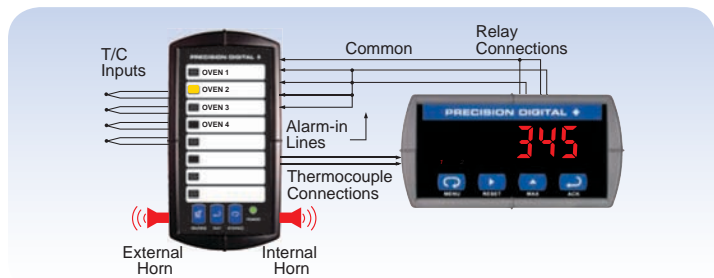 T/C
Inputs
PRECISION DIGITAL
OVEN 1
OVEN 2
OVEN 3
OVEN 4
Common
Relay
Connections
Alarm-in
Lines
Thermocouple
Connections
PRECISION DIGITAL
345
MENU
RESET
MAX
ACK
External
Horn
Internal
Horn